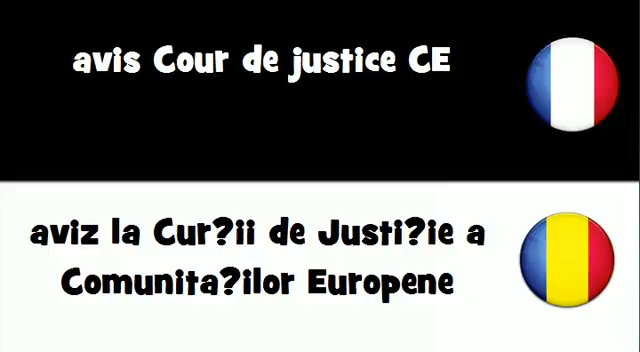 avis Cour de justice CE
aviz la Cur?ii de Justi?ie a
Comunita?ilor Europene